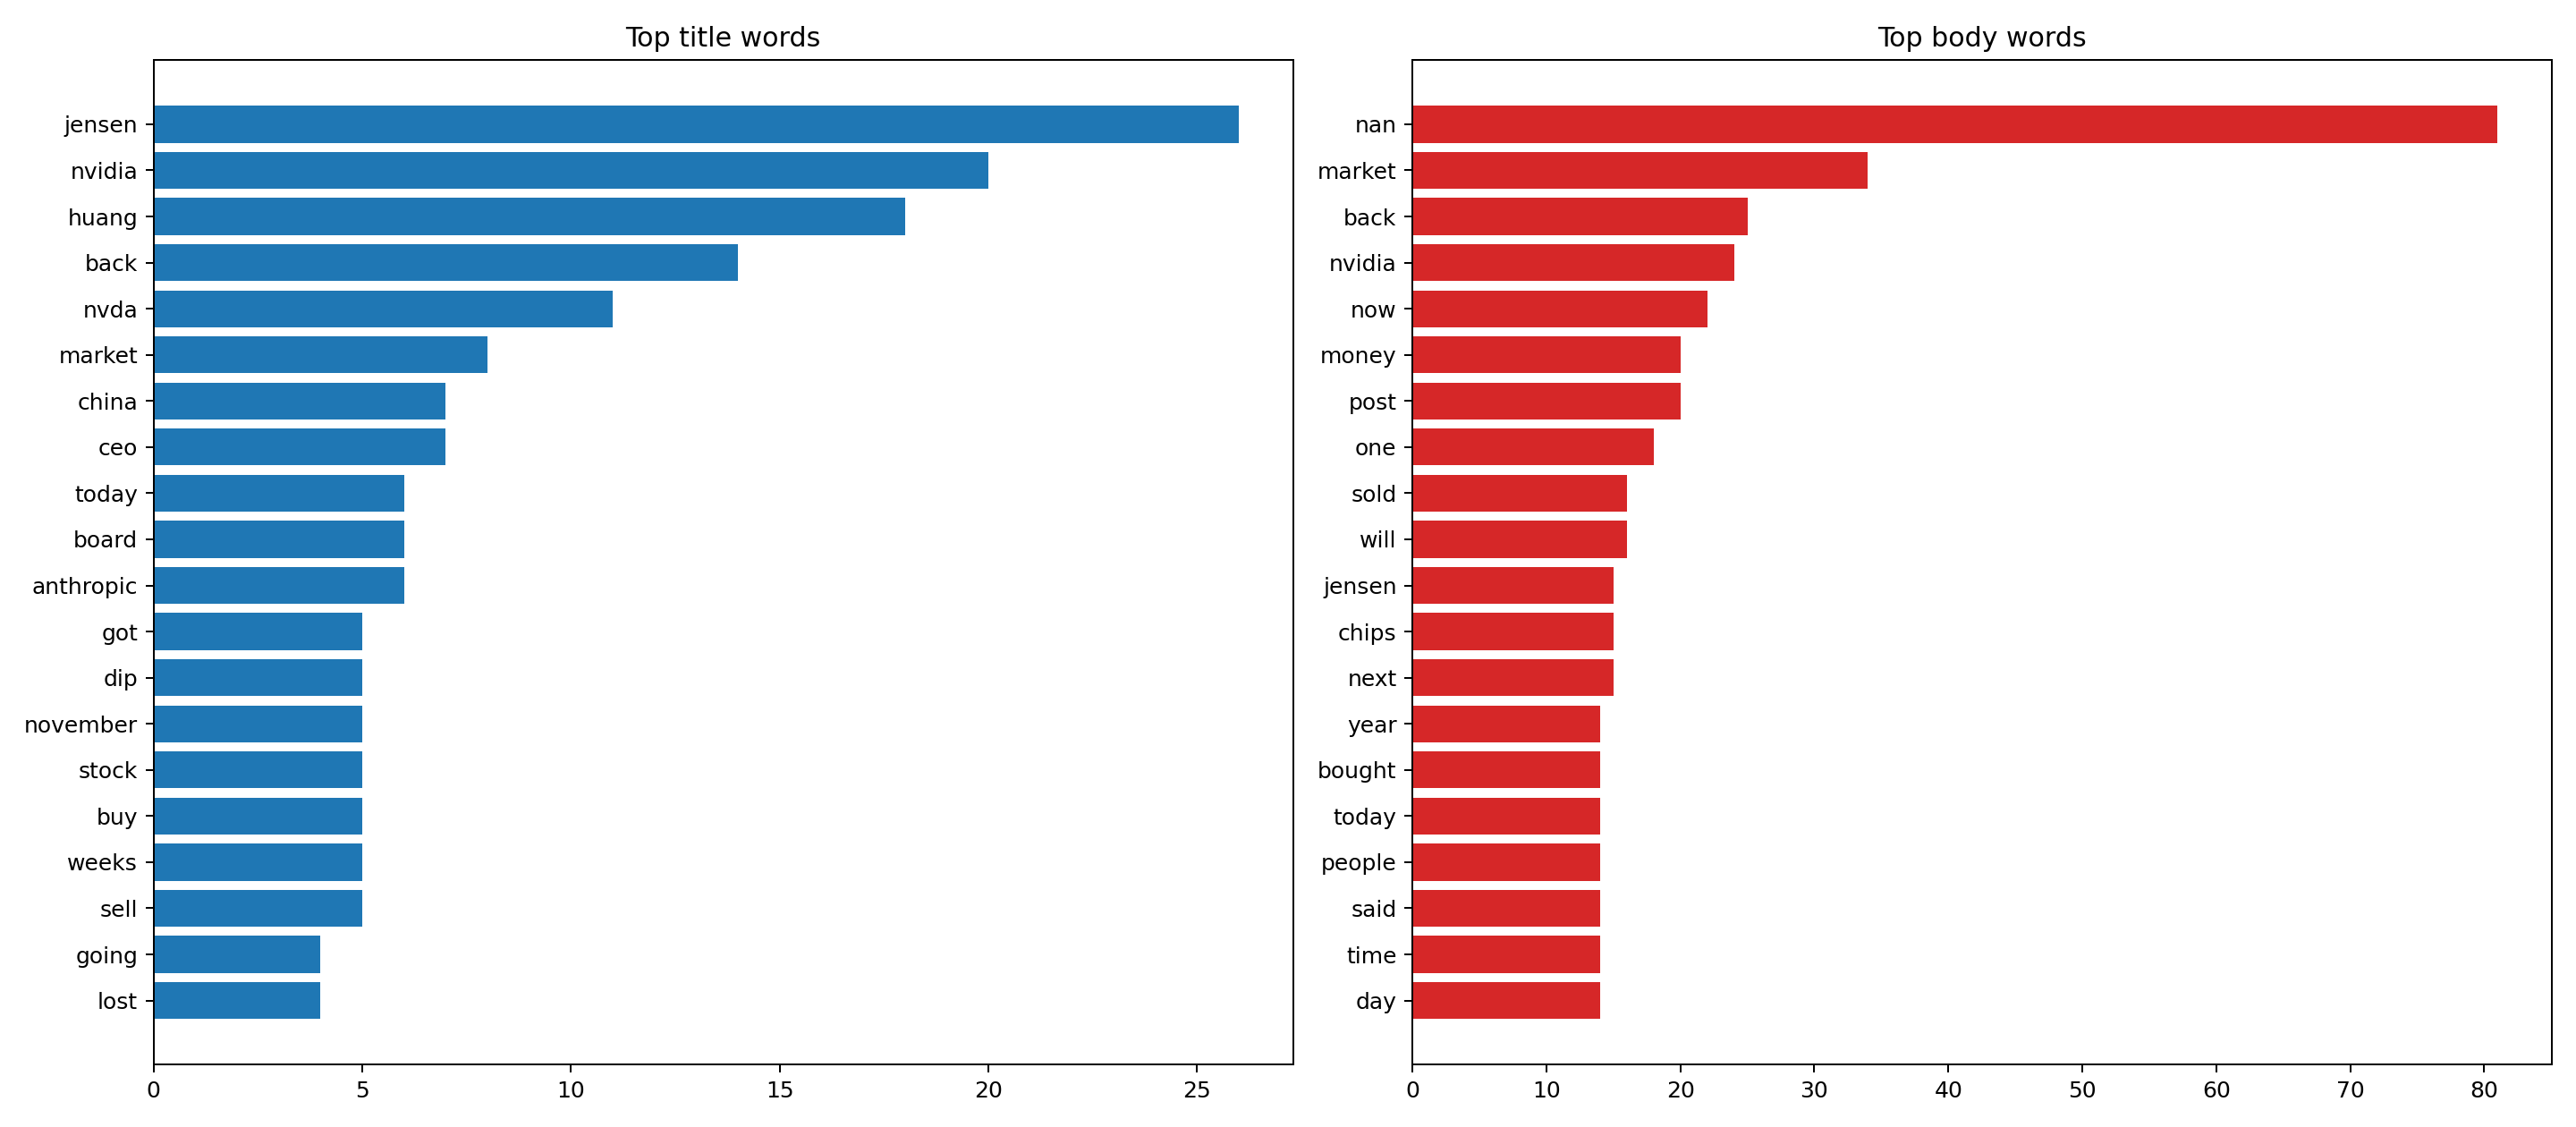 Top title words
jensen
nvidia
huang
back
nvda
market
china
ceo
today
board
anthropic
got
dip
november
stock
buy
weeks
sell
going
lost
0 5 10 15 20 25
Top body words
nan
market
back
nvidia
now
money
post
one
sold
will
jensen
chips
next
year
bought
today
people
said
time
day
0 10 20 30 40 50 60 70 80